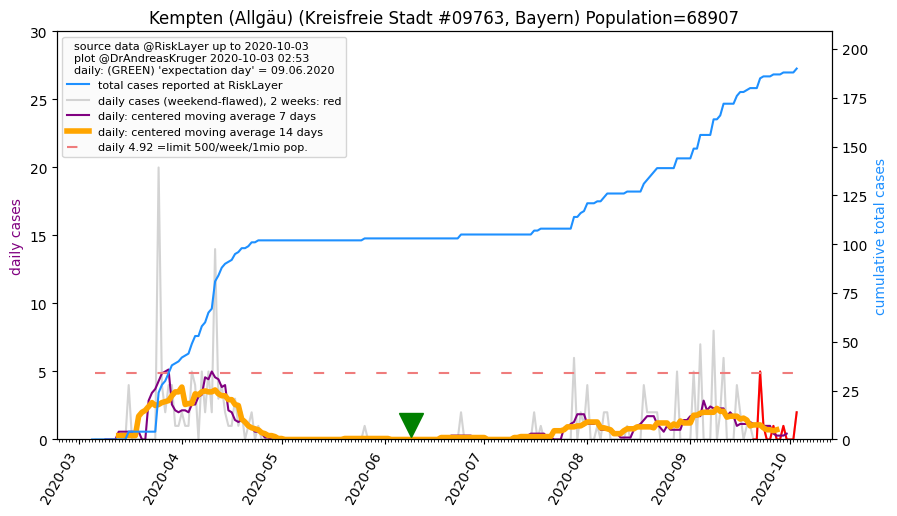 Kempten (Allgäu) (Kreisfreie Stadt #09763, Bayern) Population=68907
source data @RiskLayer up to 2020-10-03
plot @DrAndreasKruger 2020-10-03 02:53
daily: (GREEN) 'expectation day' = 09.06.2020
total cases reported at RiskLayer
daily cases (weekend-flawed), 2 weeks: red
daily: centered moving average 7 days
daily: centered moving average 14 days
daily 4.92 =limit 500/week/1mio pop.
daily cases
30
25
20
15
10
5
0
cumulative total cases
200
175
150
125
100
75
50
25
0
2020-03
2020-04
2020-05
2020-06
2020-07
2020-08
2020-09
2020-10